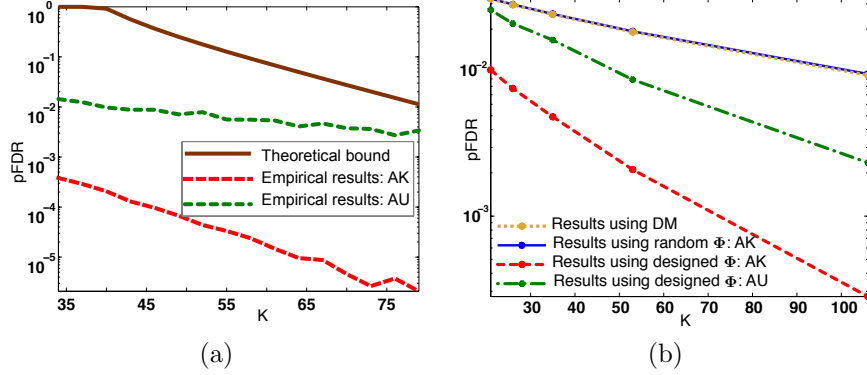 10^0
10^-1
10^-2
10^-3
10^-4
10^-5
pFDR
Theoretical bound
Empirical results: AK
Empirical results: AU
35 45 55 65 75
K
(a)
10^-2
10^-3
pFDR
Results using DM
Results using random Φ: AK
Results using designed Φ: AK
Results using designed Φ: AU
30 40 50 60 70 80 90 100
K
(b)